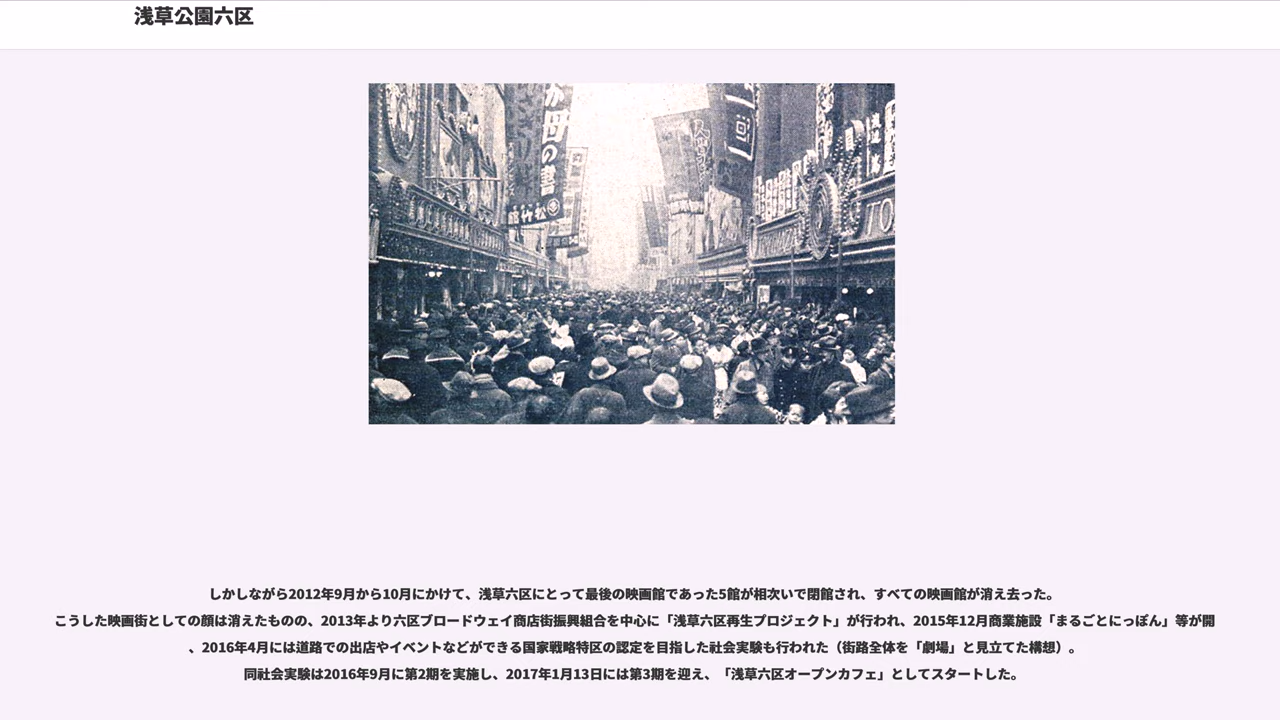 浅草公園六区
母の書
松竹館
TO
しかしながら2012年9月から10月にかけて、浅草六区にとって最後の映画館であった5館が相次いで閉館され、すべての映画館が消え去った。
こうした映画街としての顔は消えたものの、2013年より六区ブロードウェイ商店街振興組合を中心に「浅草六区再生プロジェクト」が行われ、2015年12月商業施設「まるごとにっぽん」等が開
、2016年4月には道路での出店やイベントなどができる国家戦略特区の認定を目指した社会実験も行われた（街路全体を「劇場」と見立てた構想）。
同社会実験は2016年9月に第2期を実施し、2017年1月13日には第3期を迎え、「浅草六区オープンカフェ」としてスタートした。